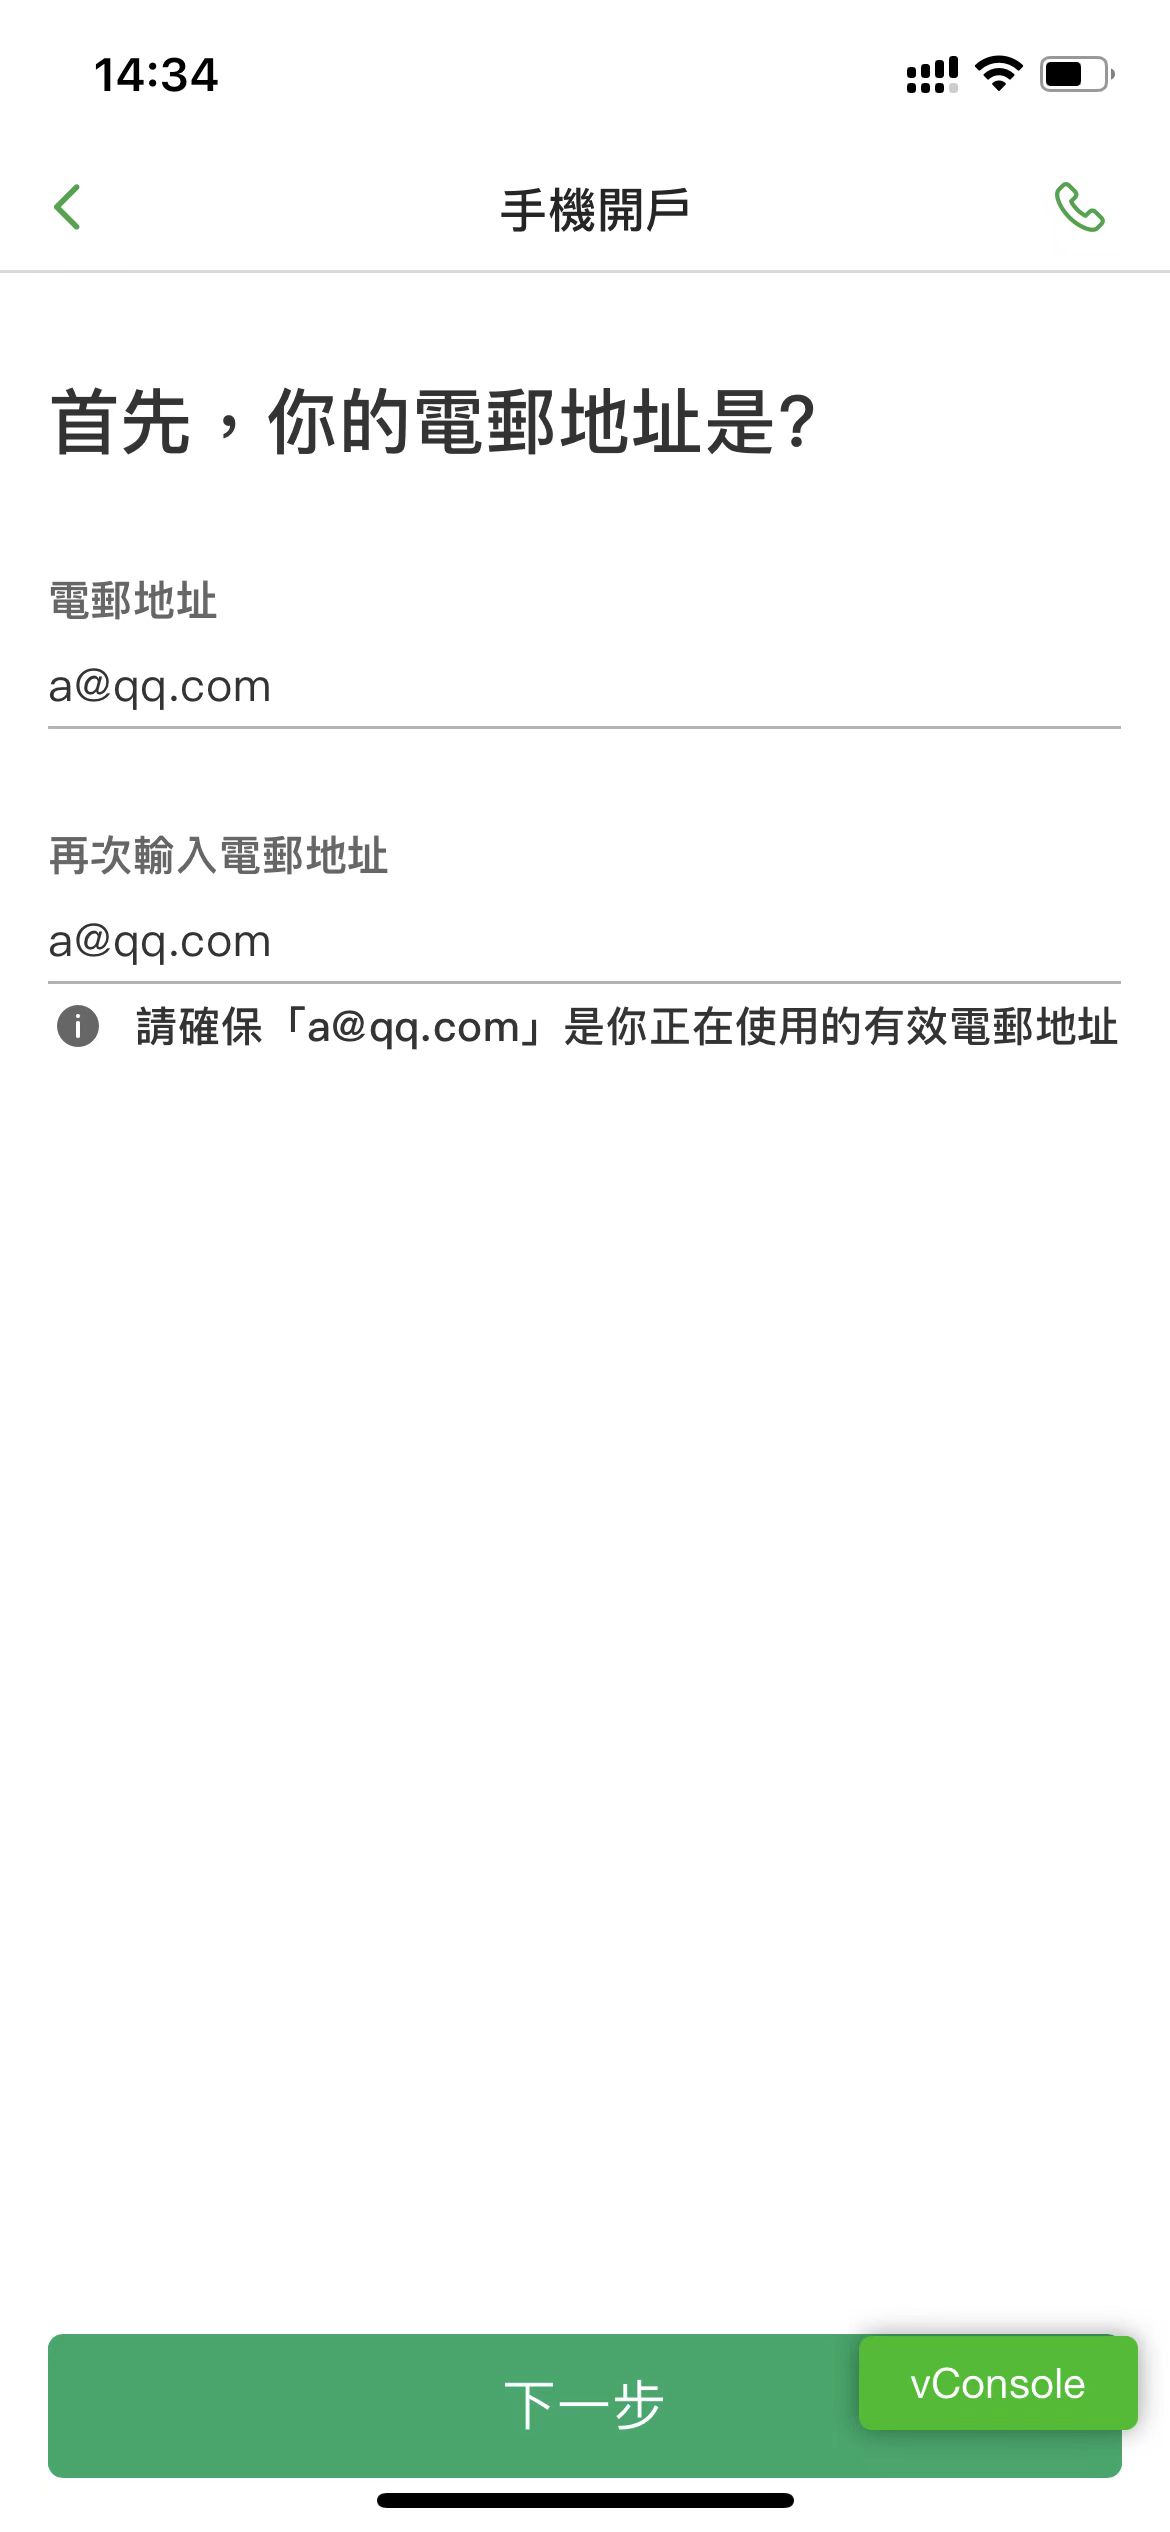 14:34
手機開戶
首先，你的電郵地址是?
電郵地址
a@qq.com
再次輸入電郵地址
a@qq.com
請確保「a@qq.com」是你正在使用的有效電郵地址
下一步
vConsole